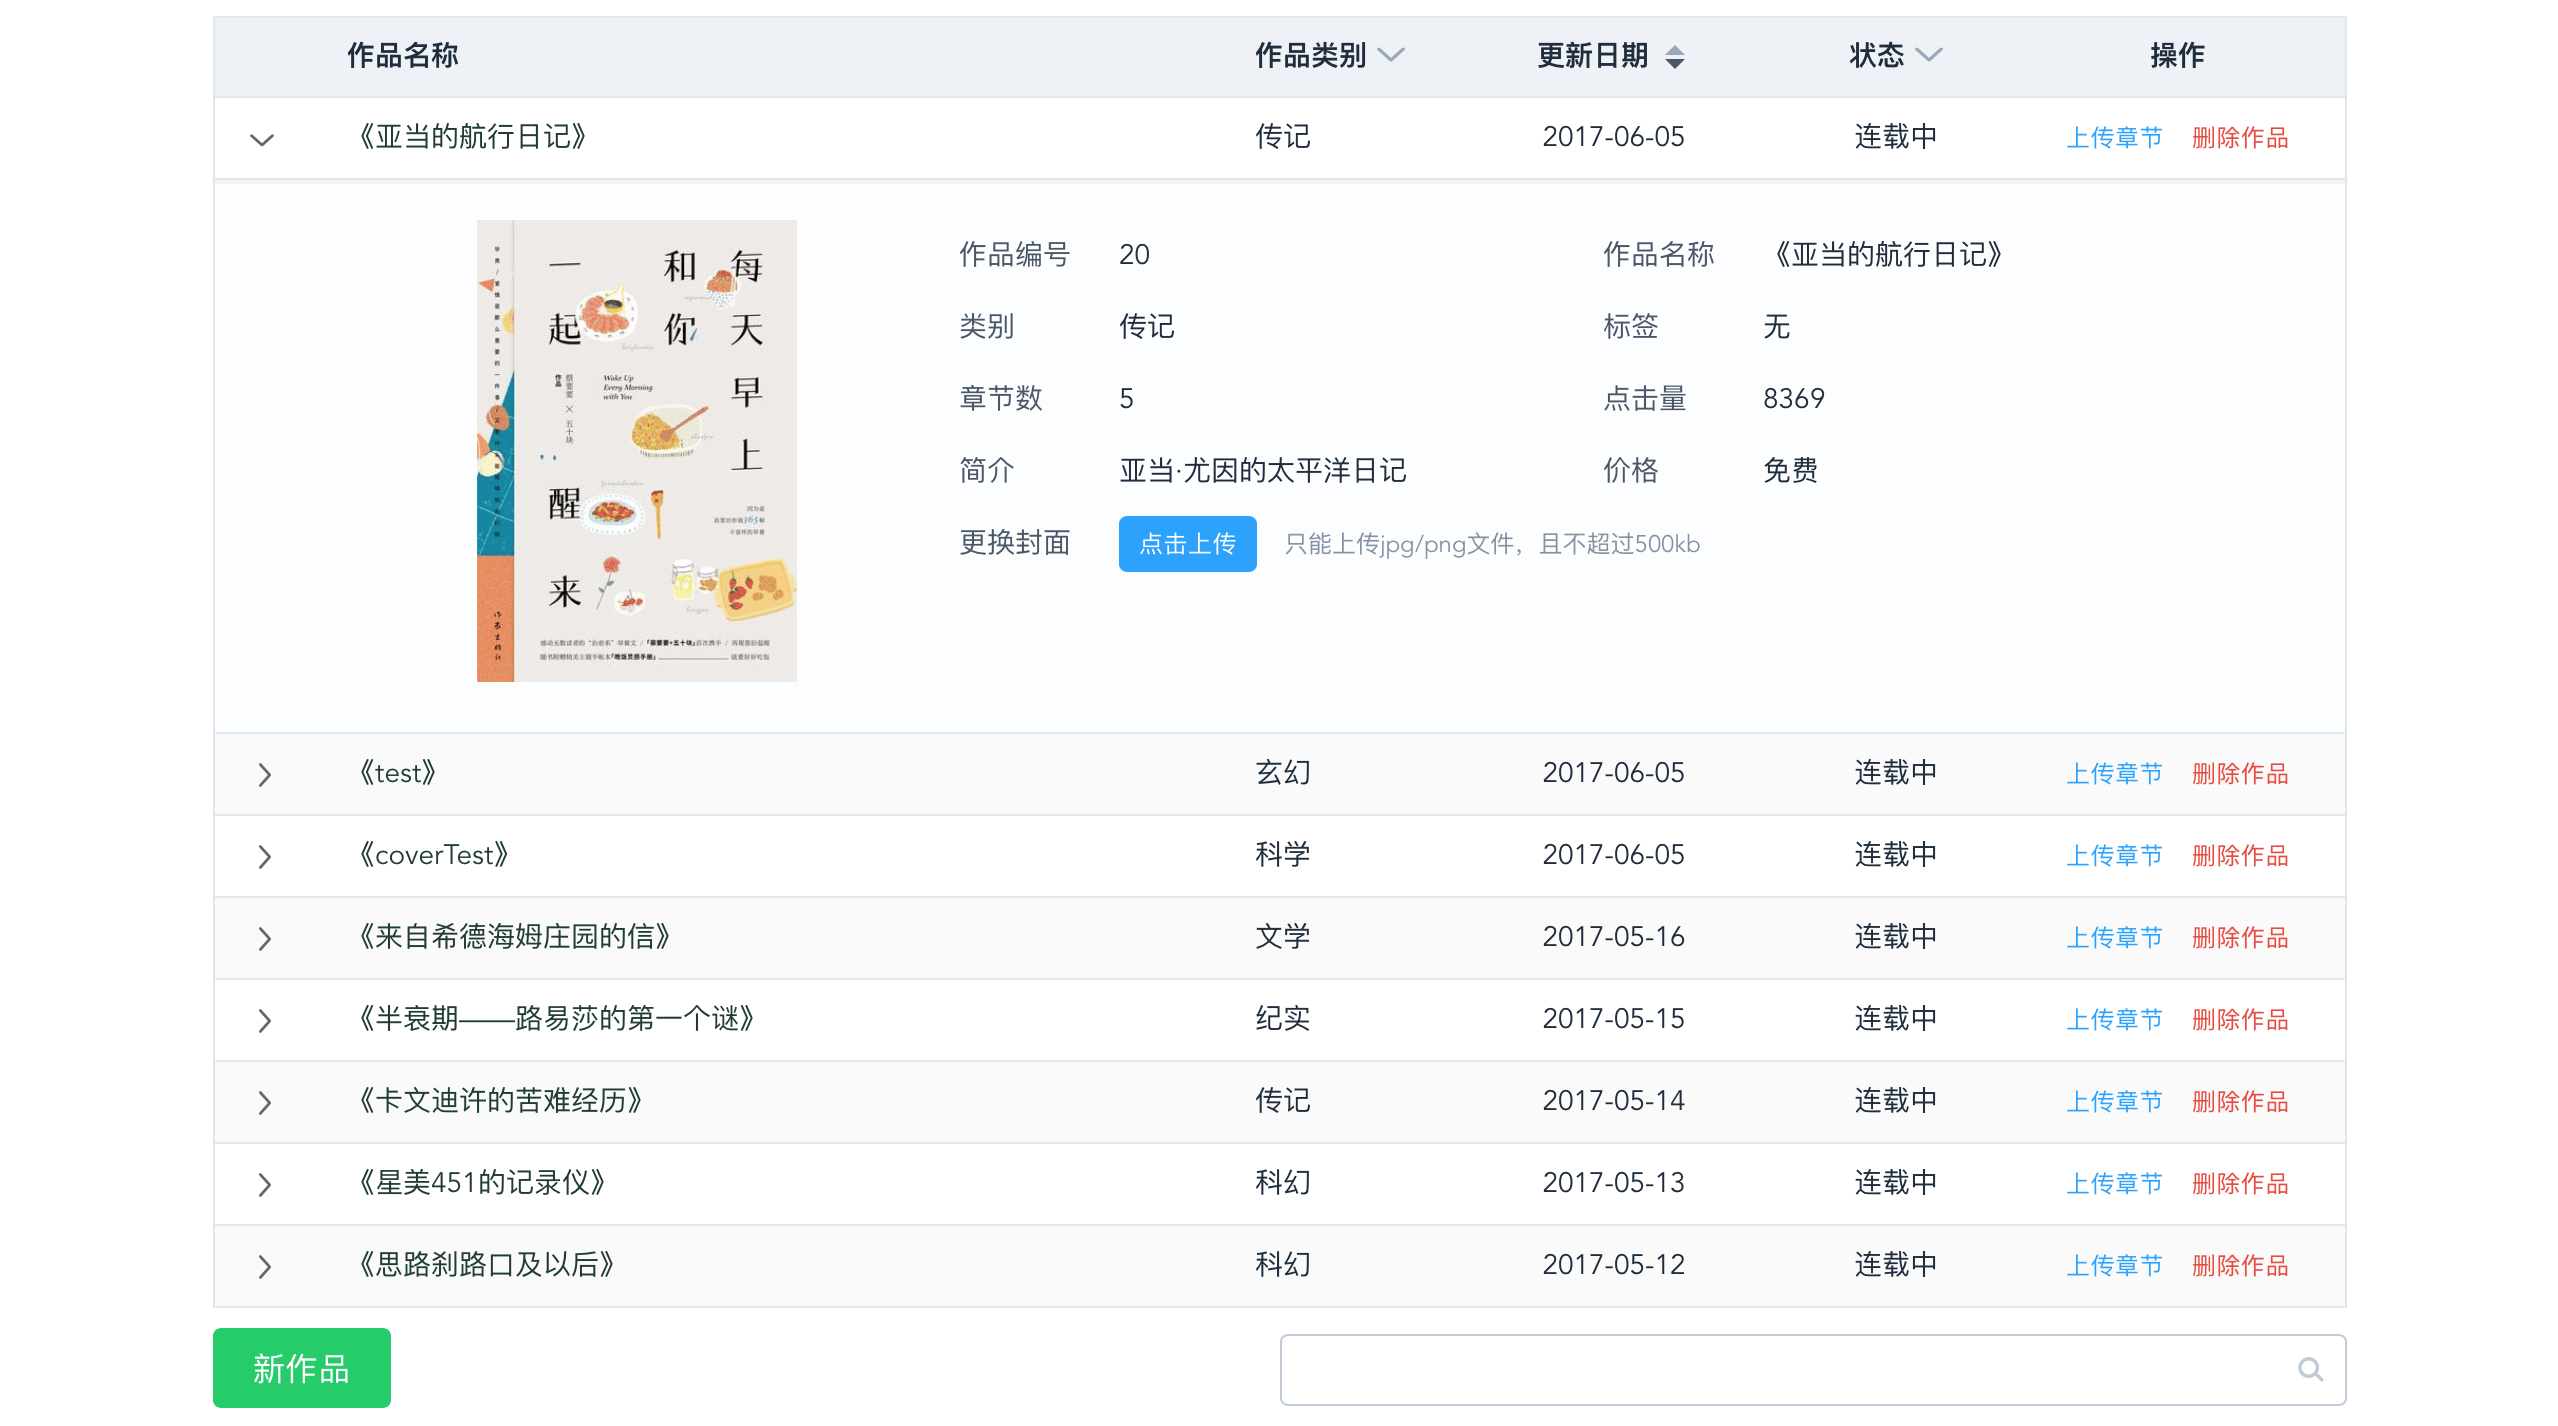 作品名称 作品类别 更新日期 状态 操作
《亚当的航行日记》 传记 2017-06-05 连载中 上传章节 删除作品
每天早上
和你
一起
醒来
Wake Up
Every Morning
with You
蔡要要 × 五十块
作品
作品编号 20 作品名称 《亚当的航行日记》
类别 传记 标签 无
章节数 5 点击量 8369
简介 亚当·尤因的太平洋日记 价格 免费
更换封面 点击上传 只能上传jpg/png文件，且不超过500kb
《test》 玄幻 2017-06-05 连载中 上传章节 删除作品
《coverTest》 科学 2017-06-05 连载中 上传章节 删除作品
《来自希德海姆庄园的信》 文学 2017-05-16 连载中 上传章节 删除作品
《半衰期——路易莎的第一个谜》 纪实 2017-05-15 连载中 上传章节 删除作品
《卡文迪许的苦难经历》 传记 2017-05-14 连载中 上传章节 删除作品
《星美451的记录仪》 科幻 2017-05-13 连载中 上传章节 删除作品
《思路刹路口及以后》 科幻 2017-05-12 连载中 上传章节 删除作品
新作品